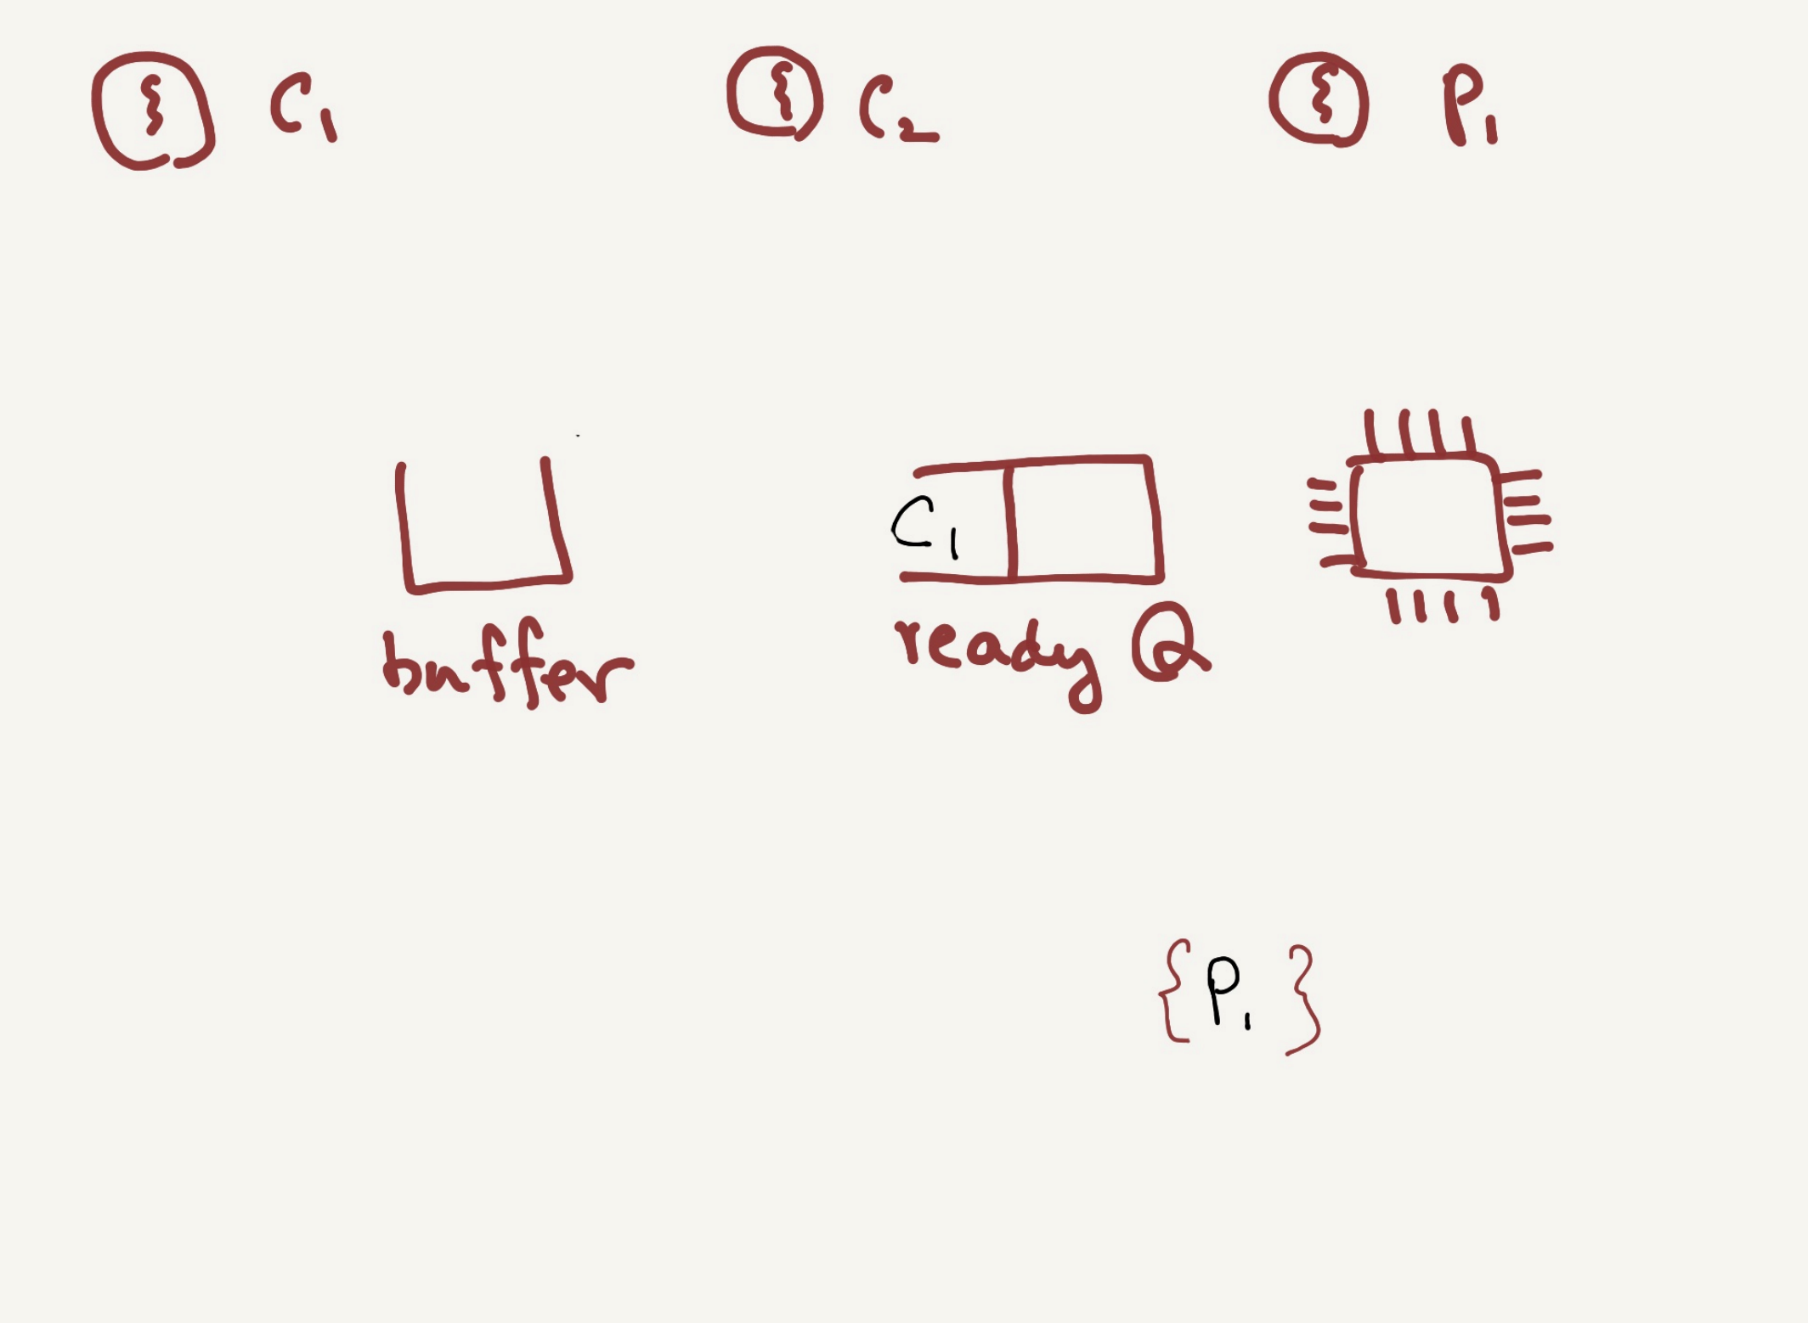 C₁ C₂ P₁
C₁
buffer ready Q
{P₁}